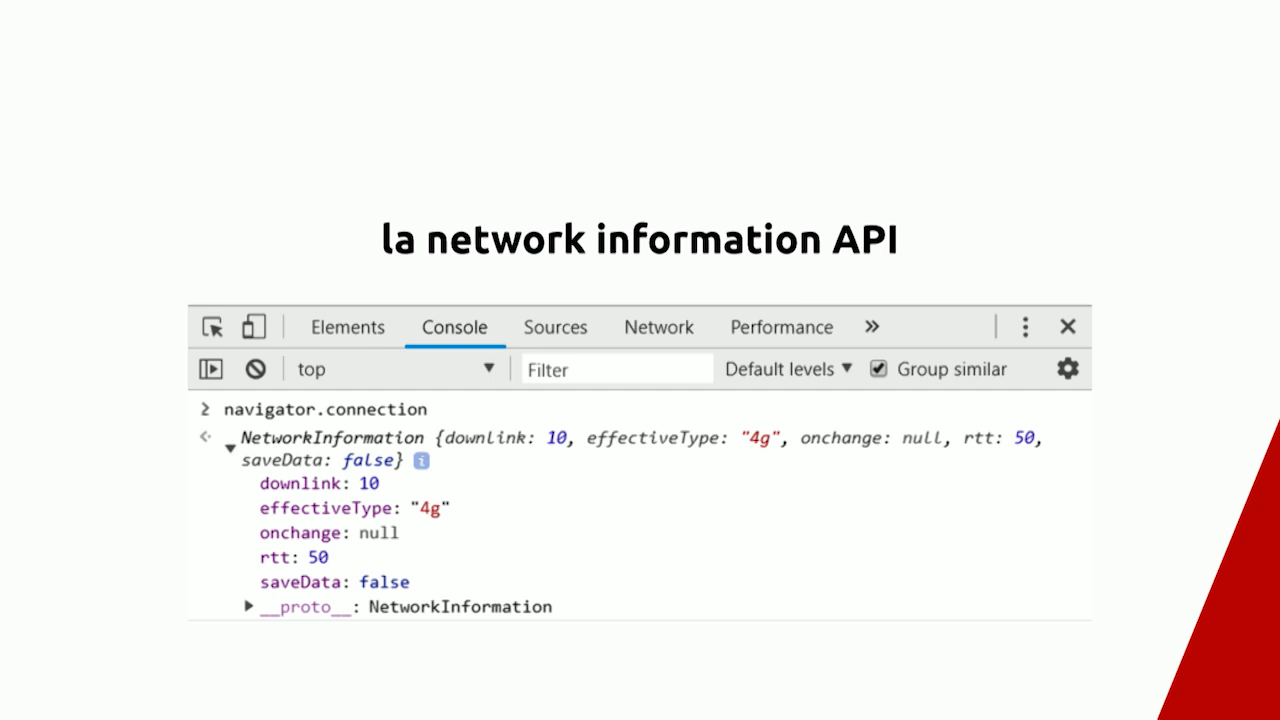 la network information API
Elements Console Sources Network Performance »
top ▼ Filter Default levels ▼ Group similar
navigator.connection
NetworkInformation {downlink: 10, effectiveType: "4g", onchange: null, rtt: 50,
saveData: false} i
downlink: 10
effectiveType: "4g"
onchange: null
rtt: 50
saveData: false
__proto__: NetworkInformation